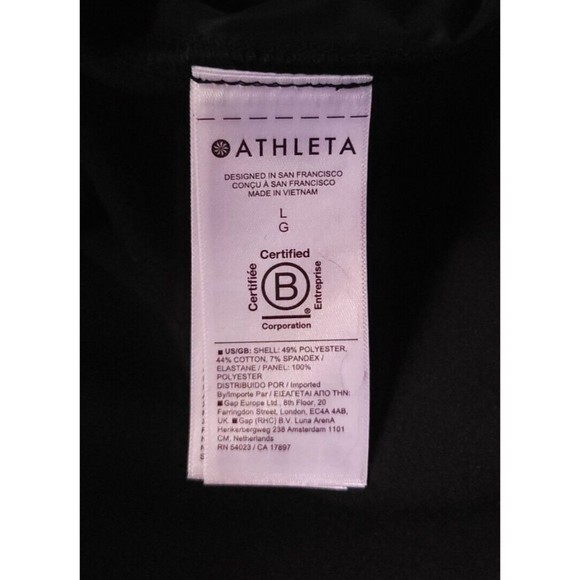 ATHLETA
DESIGNED IN SAN FRANCISCO
CONÇU À SAN FRANCISCO
MADE IN VIETNAM
L
G
Certified
Certifiée
B
Entreprise
®
Corporation
■ US/GB: SHELL: 49% POLYESTER,
44% COTTON, 7% SPANDEX /
ELASTANE / PANEL: 100%
POLYESTER
DISTRIBUIDO POR / Imported
By/Importe Par / ΕΙΣΑΓΕΤΑΙ ΑΠΟ ΤΗΝ:
■ Gap Europe Ltd., 8th Floor, 20
Farringdon Street, London, EC4A 4AB,
UK ■ Gap (RHC) B.V. Luna ArenA
Herikerbergweg 238 Amsterdam 1101
CM, Netherlands
RN 54023 / CA 17897